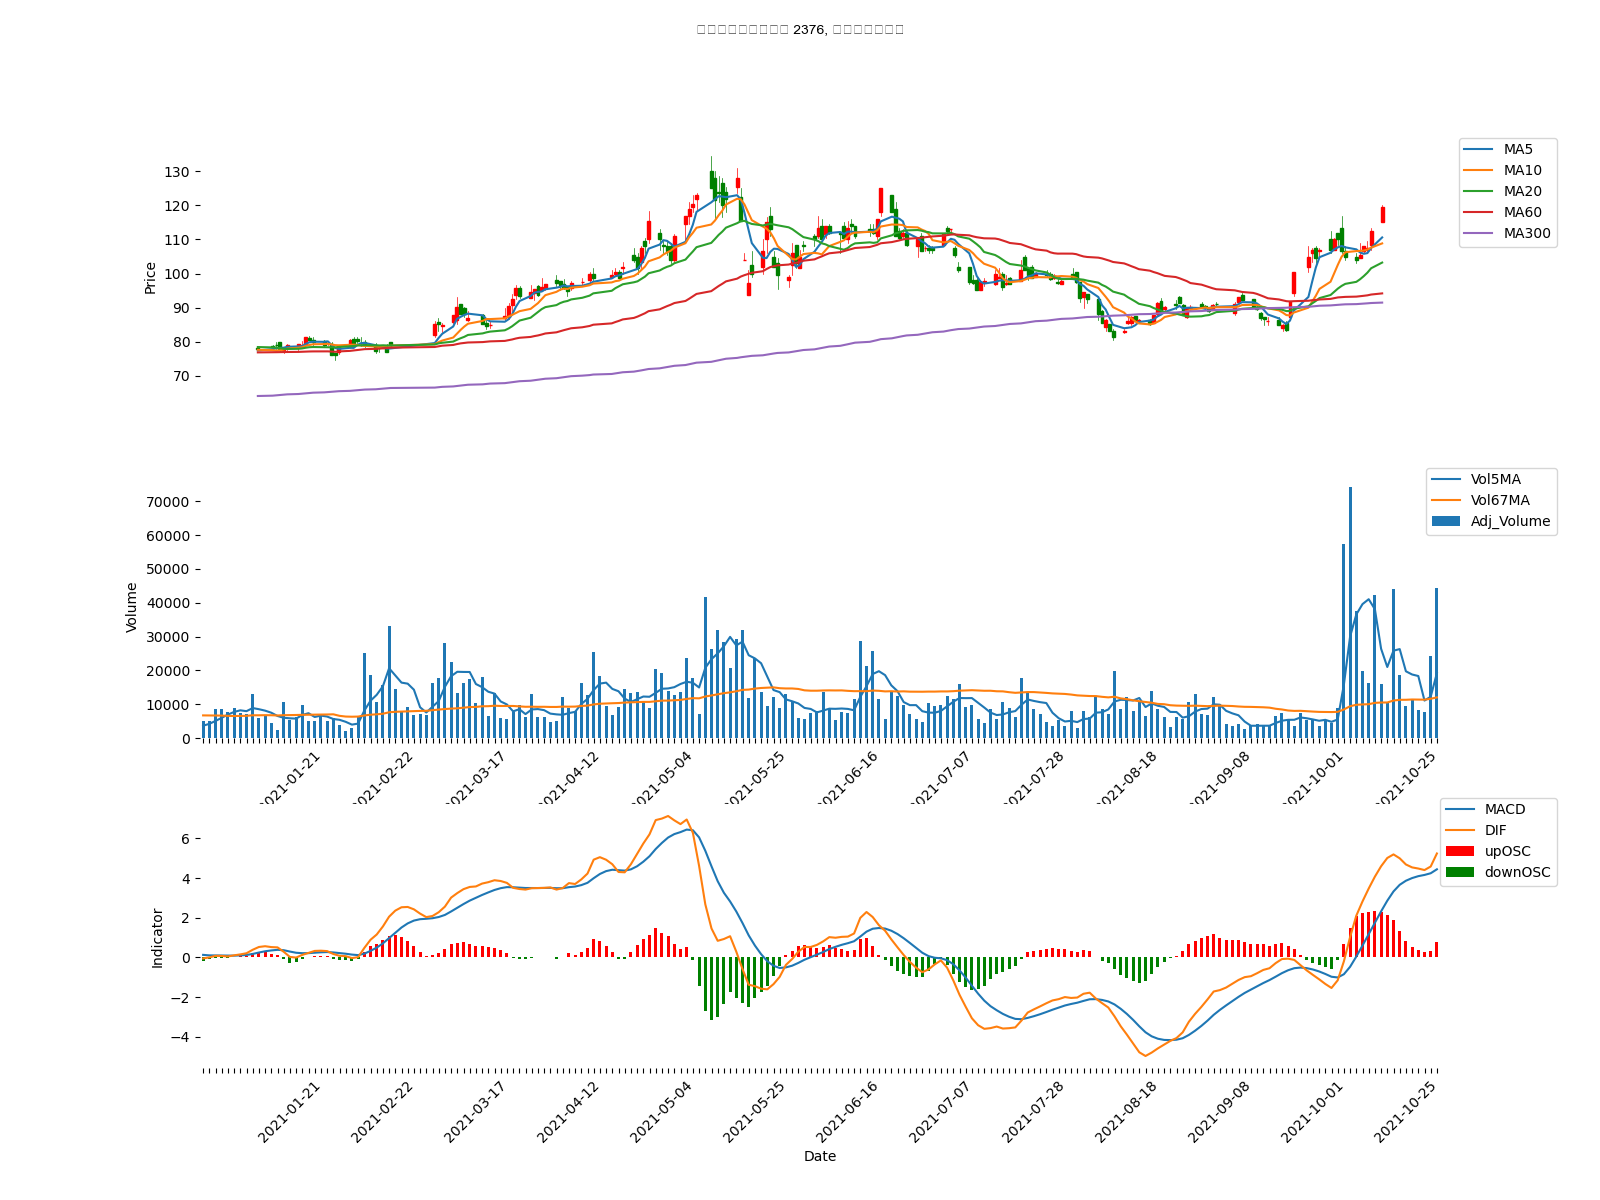 2376,
MA5
MA10
MA20
MA60
MA300
130
120
110
100
90
80
70
Price
Vol5MA
Vol67MA
Adj_Volume
70000
60000
50000
40000
30000
20000
10000
0
Volume
2021-01-21 2021-02-22 2021-03-17 2021-04-12 2021-05-04 2021-05-25 2021-06-16 2021-07-07 2021-07-28 2021-08-18 2021-09-08 2021-10-01 2021-10-25
MACD
DIF
upOSC
downOSC
6
4
2
0
−2
−4
Indicator
2021-01-21 2021-02-22 2021-03-17 2021-04-12 2021-05-04 2021-05-25 2021-06-16 2021-07-07 2021-07-28 2021-08-18 2021-09-08 2021-10-01 2021-10-25
Date